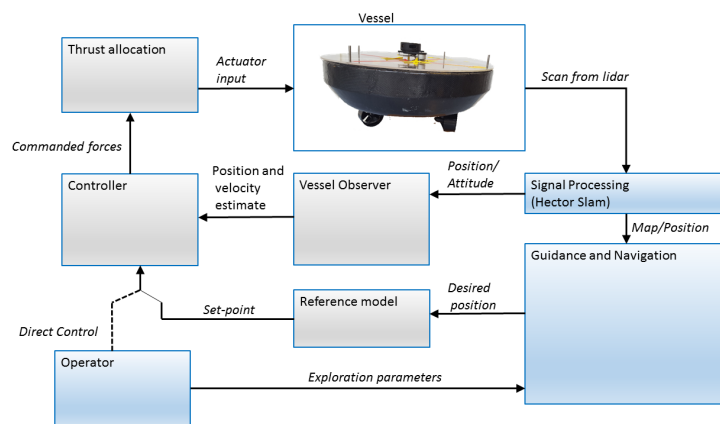 Vessel
Thrust allocation
Actuator
input
Scan from lidar
Commanded forces
Controller
Position and
velocity
estimate
Vessel Observer
Position/
Attitude
Signal Processing
(Hector Slam)
Map/Position
Guidance and Navigation
Desired
position
Reference model
Set-point
Direct Control
Operator
Exploration parameters